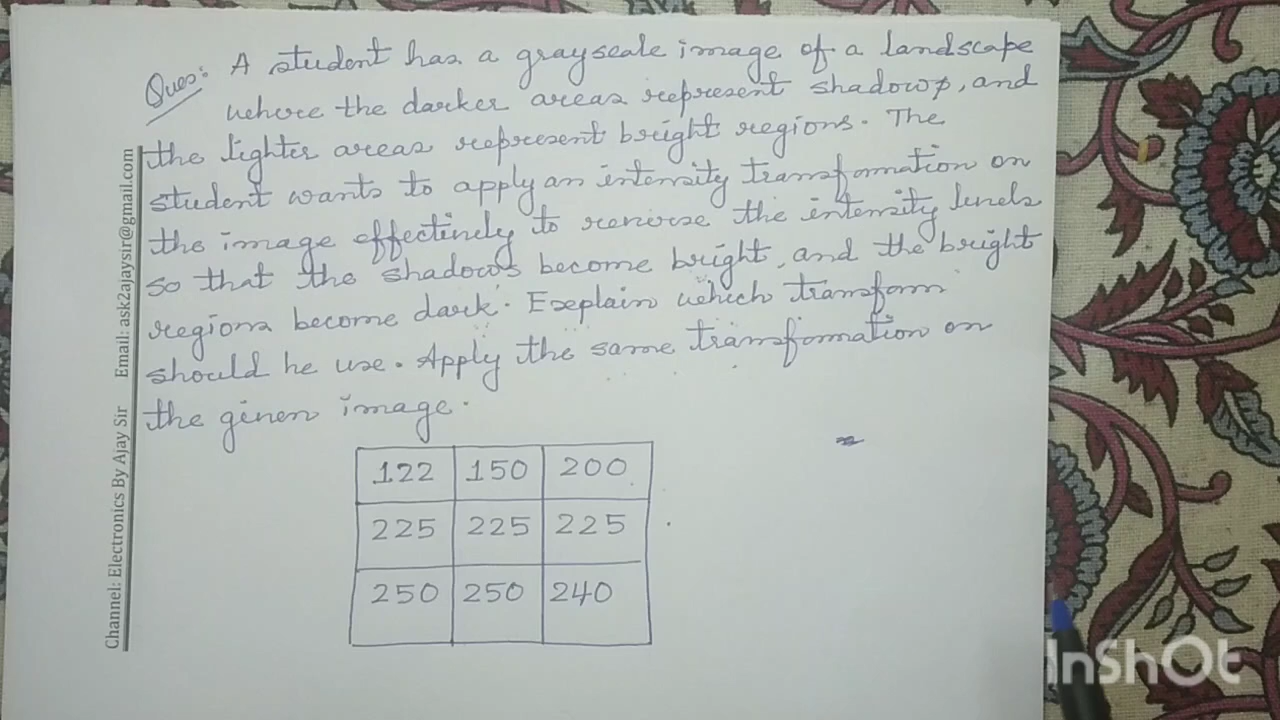 Ques: A student has a grayscale image of a landscape
where the darker areas represent shadows, and
the lighter areas represent bright regions. The
student wants to apply an intensity transformation on
the image effectively to reverse the intensity levels
so that the shadows become bright, and the bright
regions become dark. Explain which transform
should he use. Apply the same transformation on
the given image.
122 150 200
225 225 225
250 250 240
Channel: Electronics By Ajay Sir Email: ask2ajaysir@gmail.com
InShOt